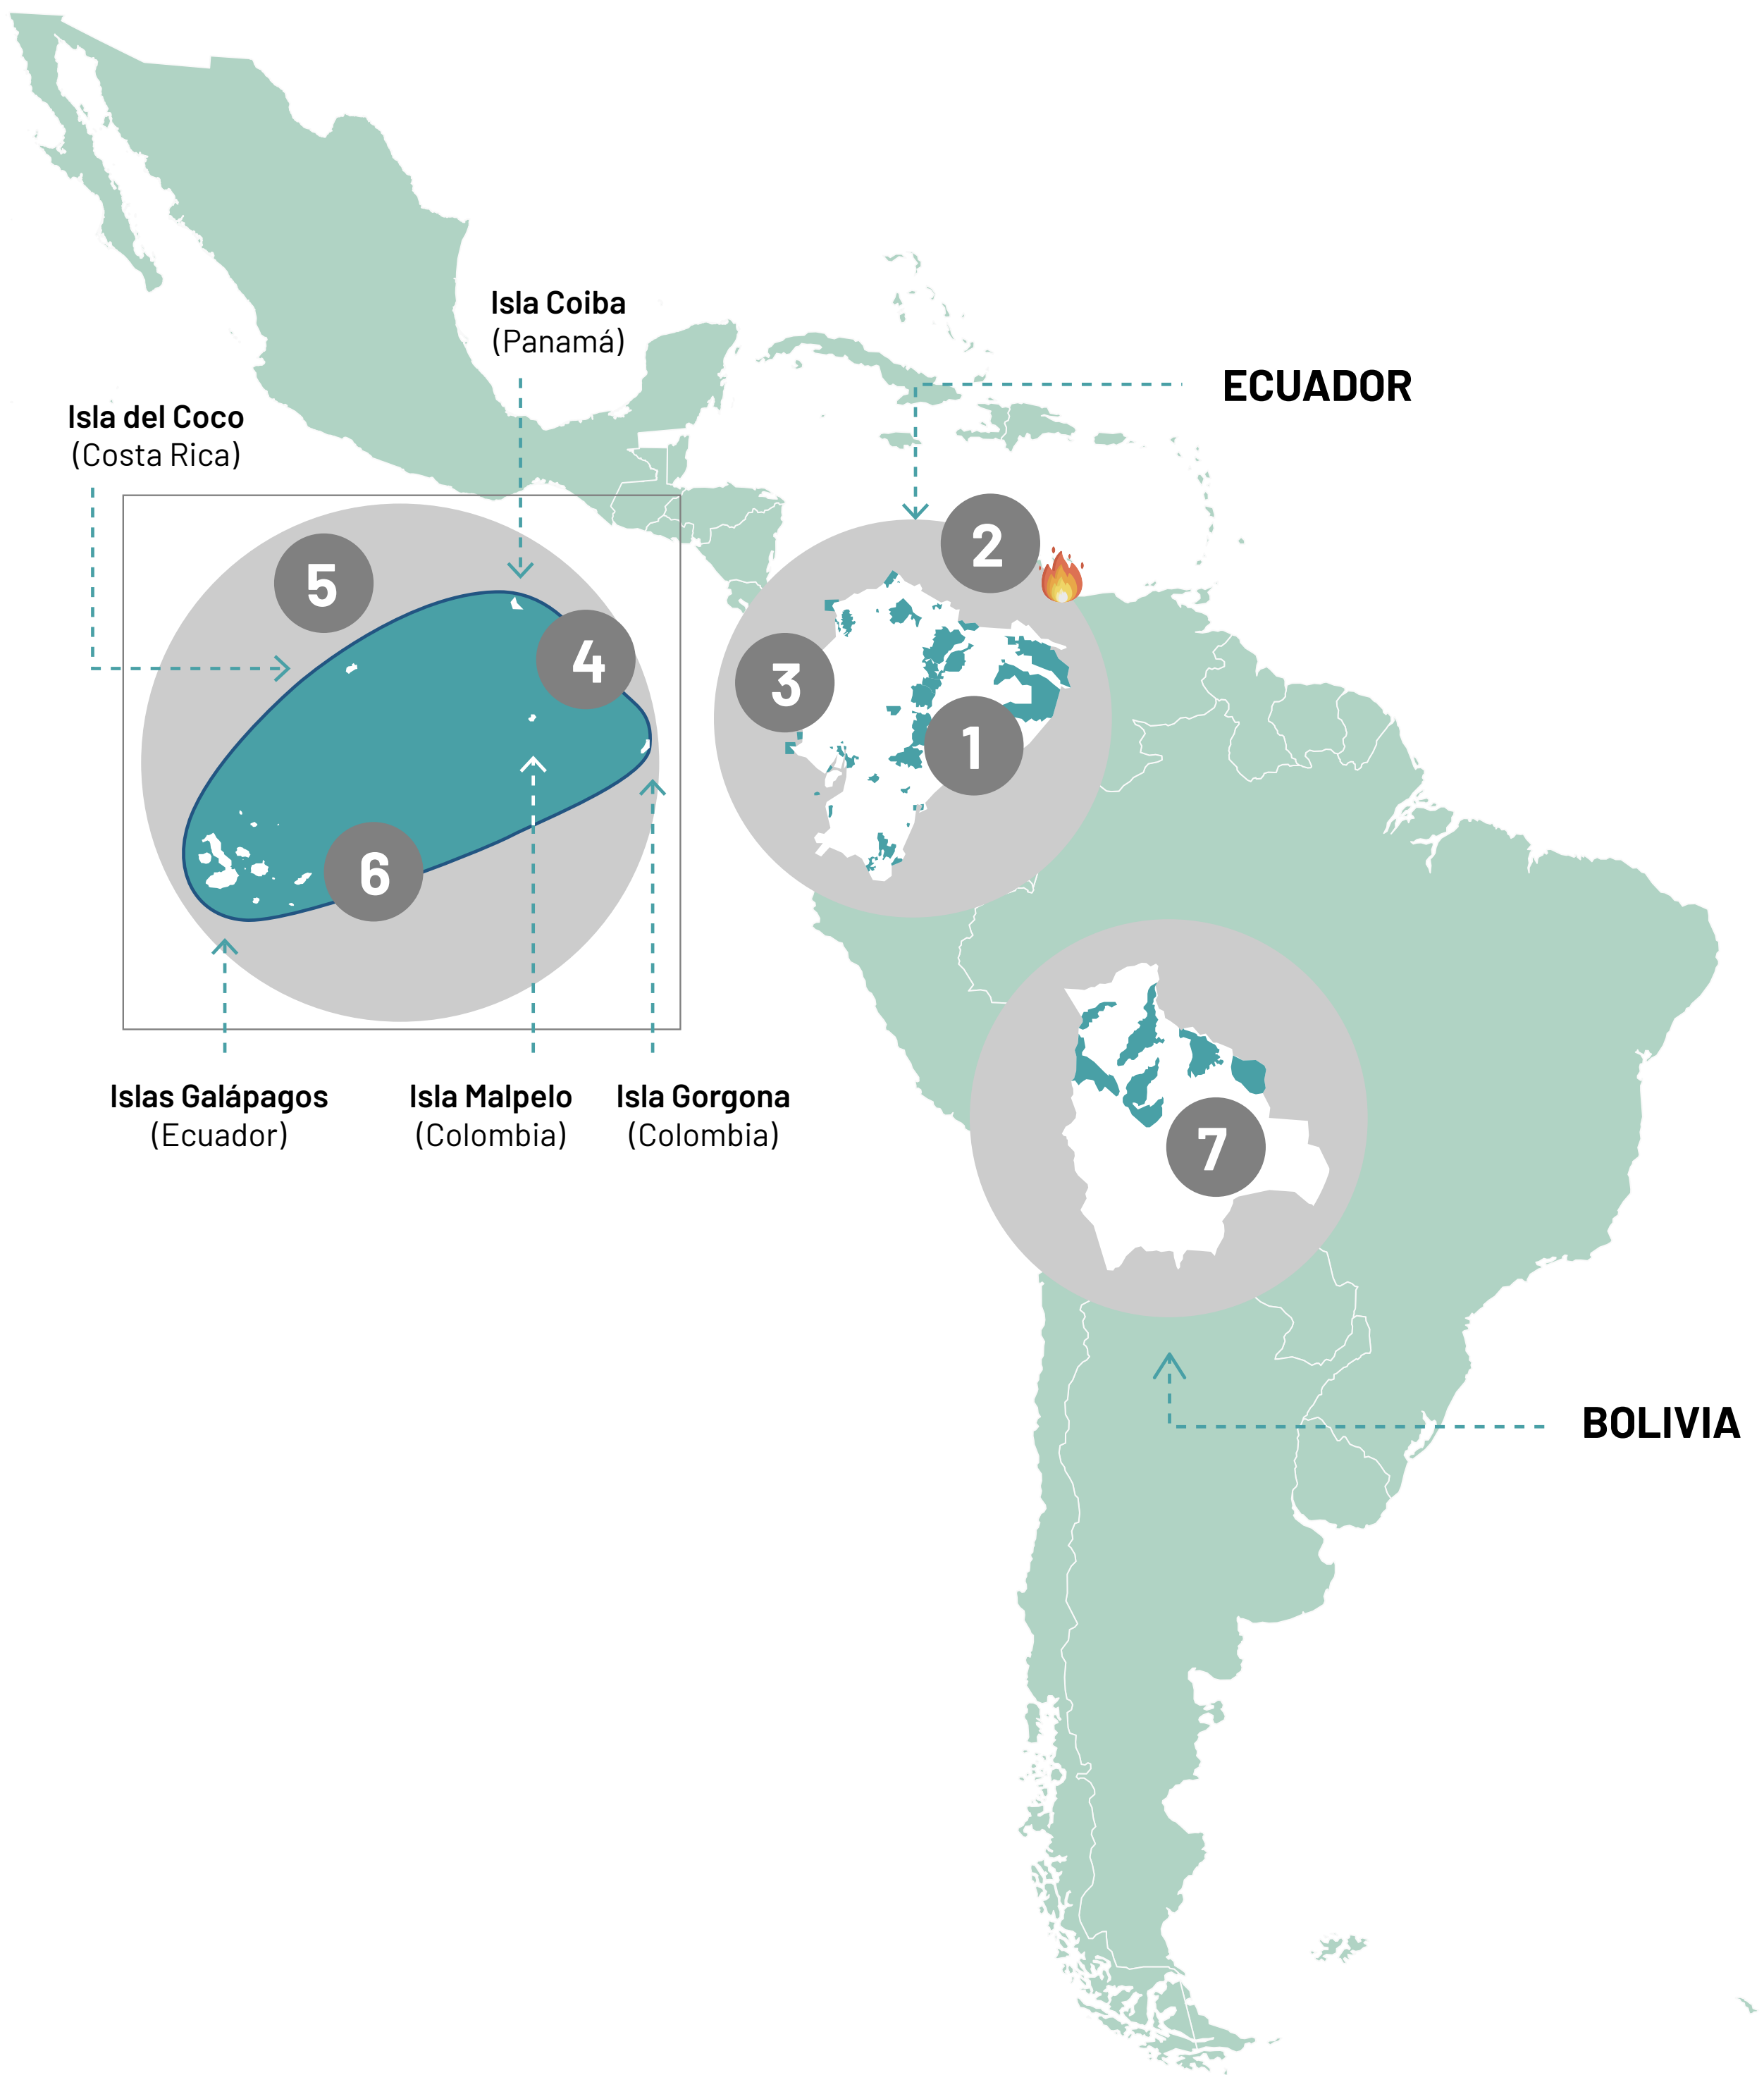 Isla Coiba
(Panamá)
ECUADOR
Isla del Coco
(Costa Rica)
2
5
4
3
1
6
Islas Galápagos
(Ecuador)
Isla Malpelo
(Colombia)
Isla Gorgona
(Colombia)
7
BOLIVIA